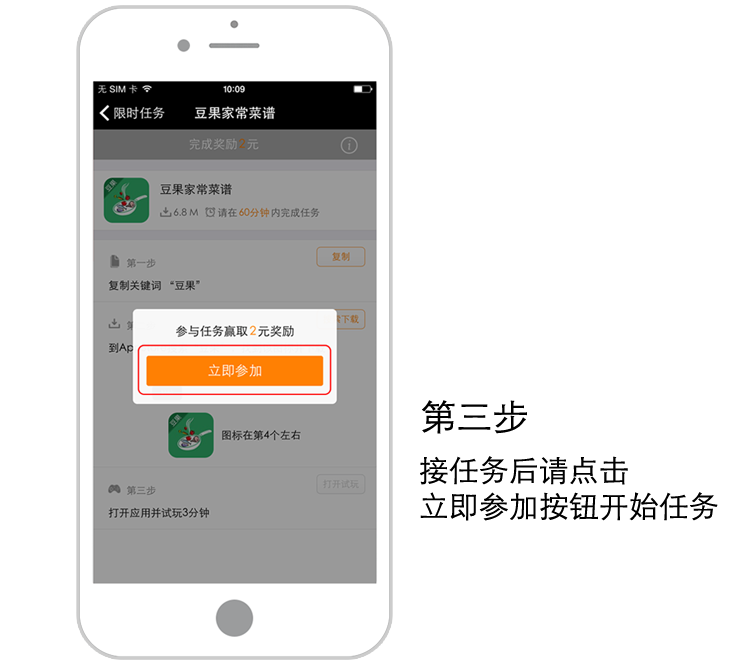 无 SIM 卡
10:09
限时任务
豆果家常菜谱
完成奖励2元
豆果
豆果家常菜谱
6.8 M 请在60分钟内完成任务
第一步
复制
复制关键词 “豆果”
下载
到Ap
参与任务赢取2元奖励
立即参加
豆果
图标在第4个左右
第三步
打开试玩
打开应用并试玩3分钟
第三步
接任务后请点击
立即参加按钮开始任务